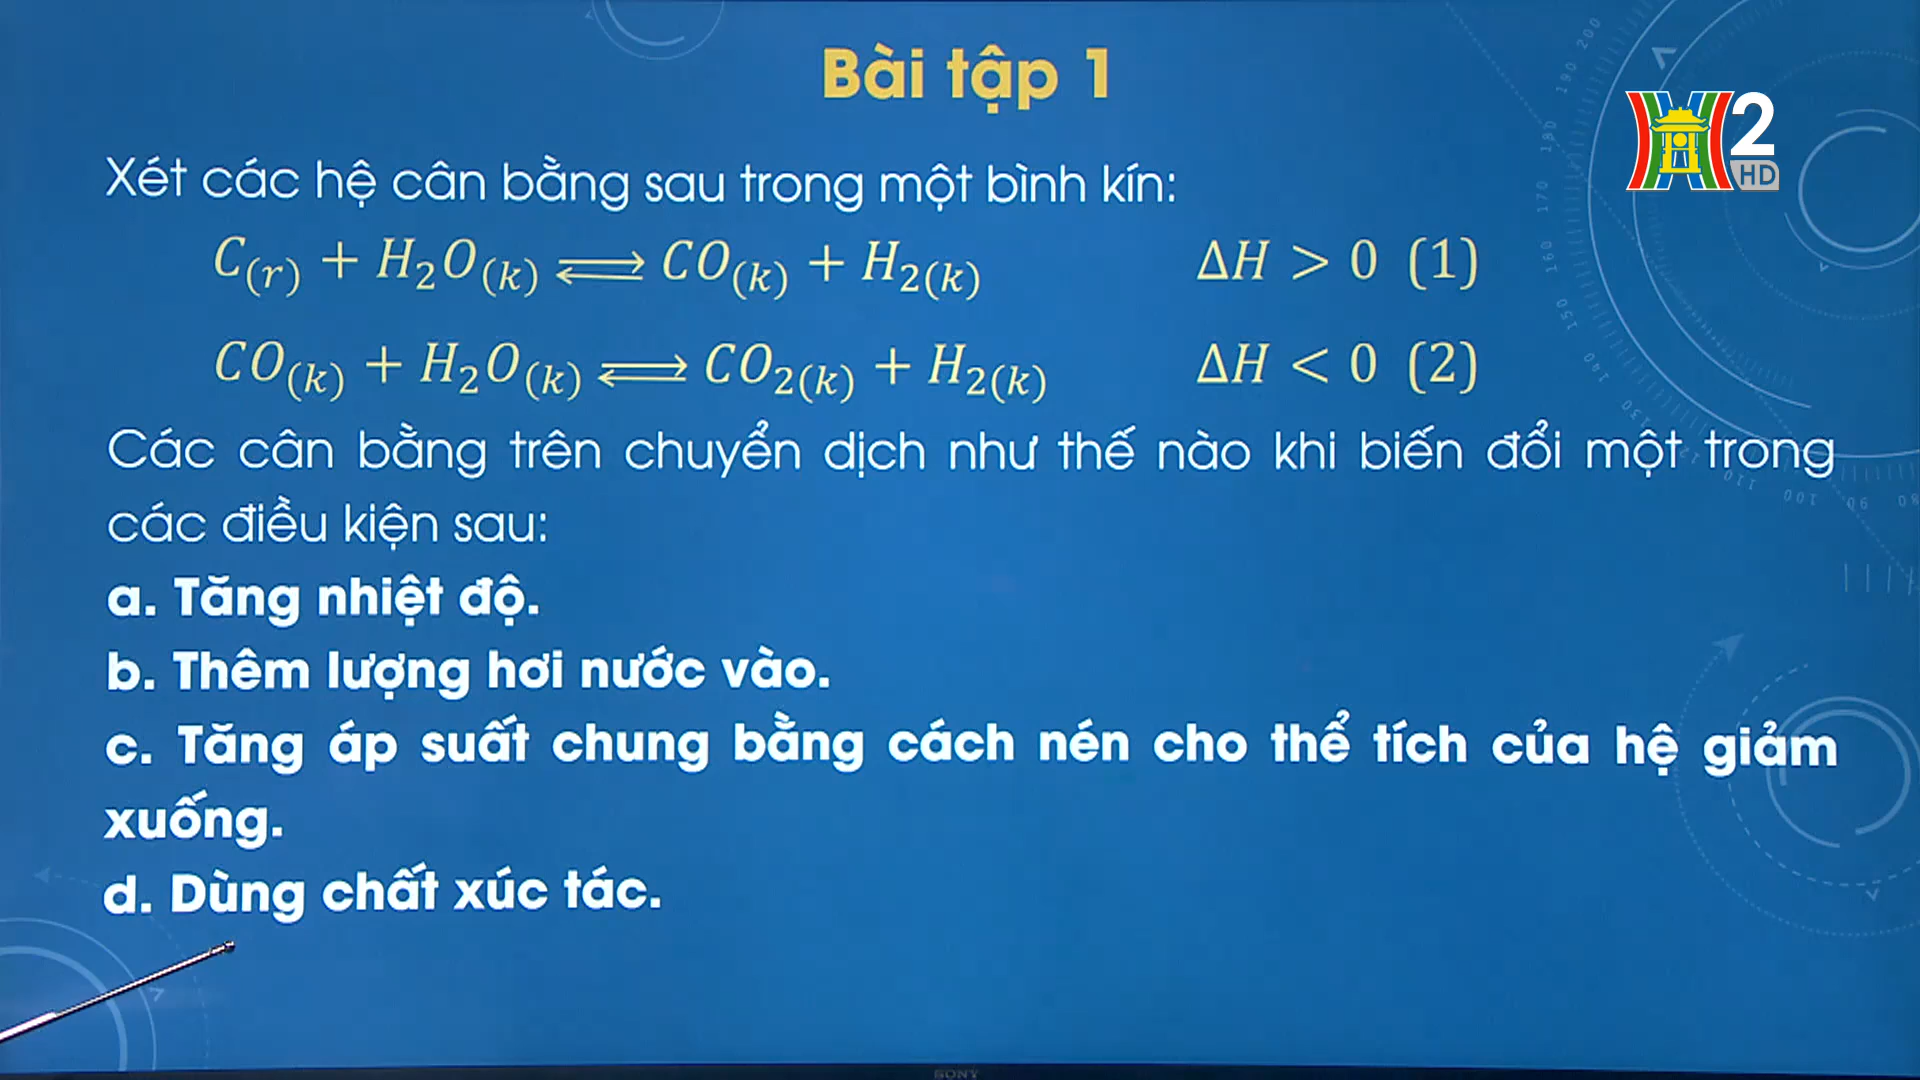 Bài tập 1
2
HD
Xét các hệ cân bằng sau trong một bình kín:
C(r) + H₂O(k) ⇌ CO(k) + H₂(k) ΔH > 0 (1)
CO(k) + H₂O(k) ⇌ CO₂(k) + H₂(k) ΔH < 0 (2)
Các cân bằng trên chuyển dịch như thế nào khi biến đổi một trong
các điều kiện sau:
a. Tăng nhiệt độ.
b. Thêm lượng hơi nước vào.
c. Tăng áp suất chung bằng cách nén cho thể tích của hệ giảm
xuống.
d. Dùng chất xúc tác.
SONY